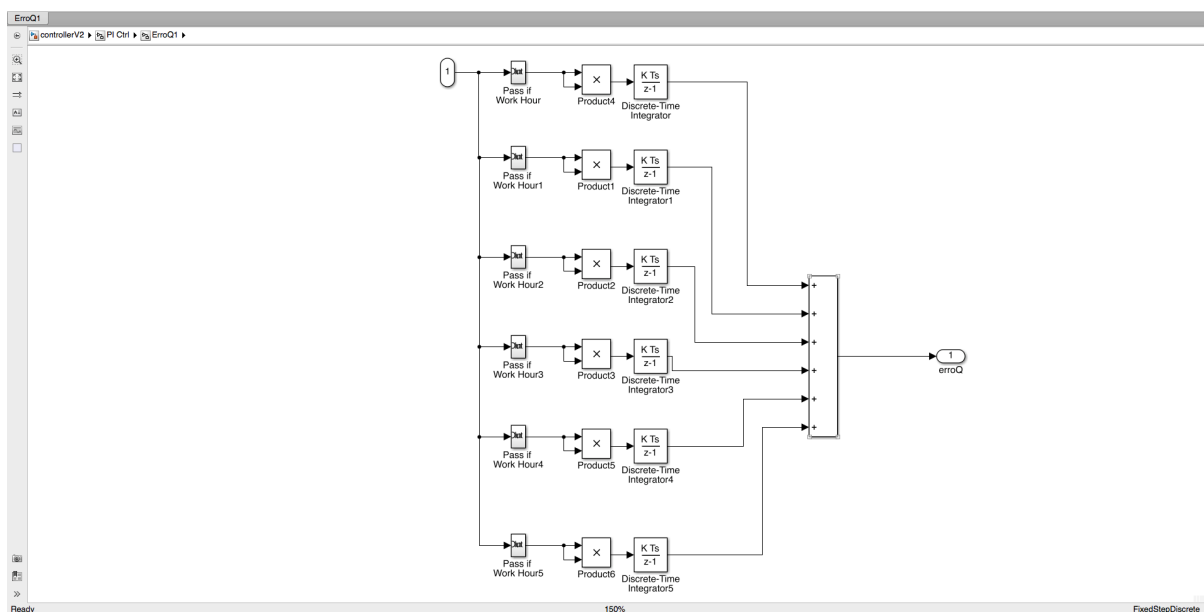 ErroQ1
controllerV2 PI Ctrl ErroQ1
1
Pass if
Work Hour
×
Product4
K Ts
z-1
Discrete-Time
Integrator
Pass if
Work Hour1
×
Product1
K Ts
z-1
Discrete-Time
Integrator1
Pass if
Work Hour2
×
Product2
K Ts
z-1
Discrete-Time
Integrator2
Pass if
Work Hour3
×
Product3
K Ts
z-1
Discrete-Time
Integrator3
Pass if
Work Hour4
×
Product5
K Ts
z-1
Discrete-Time
Integrator4
Pass if
Work Hour5
×
Product6
K Ts
z-1
Discrete-Time
Integrator5
+
+
+
+
+
+
1
erroQ
Ready 150% FixedStepDiscrete